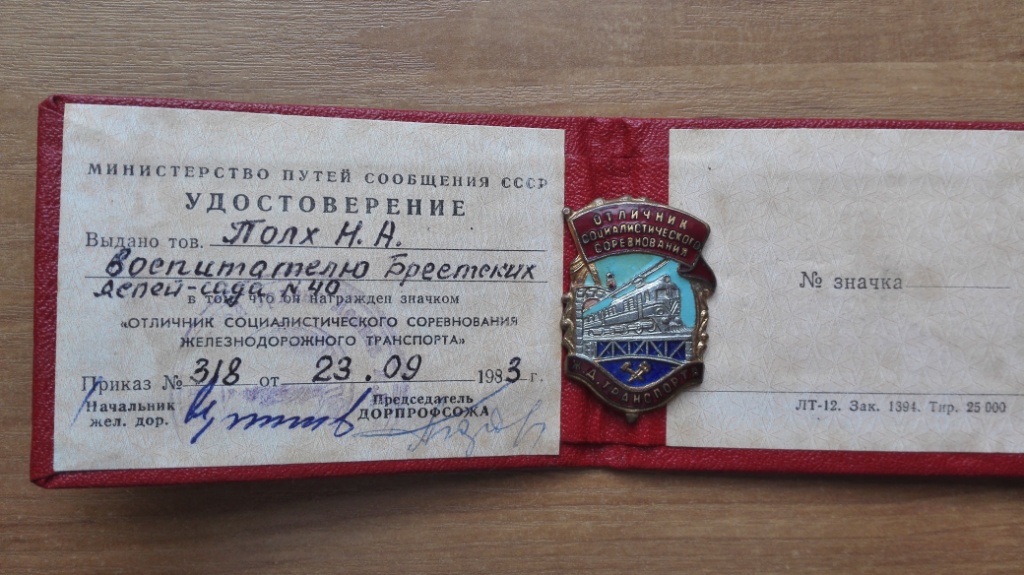 МИНИСТЕРСТВО ПУТЕЙ СООБЩЕНИЯ СССР
УДОСТОВЕРЕНИЕ
Выдано тов. Полх Н. А.
Воспитателю Брестских
яслей-сада №40
в том, что он награжден значком
«ОТЛИЧНИК СОЦИАЛИСТИЧЕСКОГО СОРЕВНОВАНИЯ
ЖЕЛЕЗНОДОРОЖНОГО ТРАНСПОРТА»
Приказ № 318 от 23.09 1983 г.
Начальник
жел. дор.
Председатель
ДОРПРОФСОЖА
ОТЛИЧНИК
СОЦИАЛИСТИЧЕСКОГО
СОРЕВНОВАНИЯ
Ж.Д. ТРАНСПОРТА
№ значка
ЛТ-12. Зак. 1394. Тир. 25 000